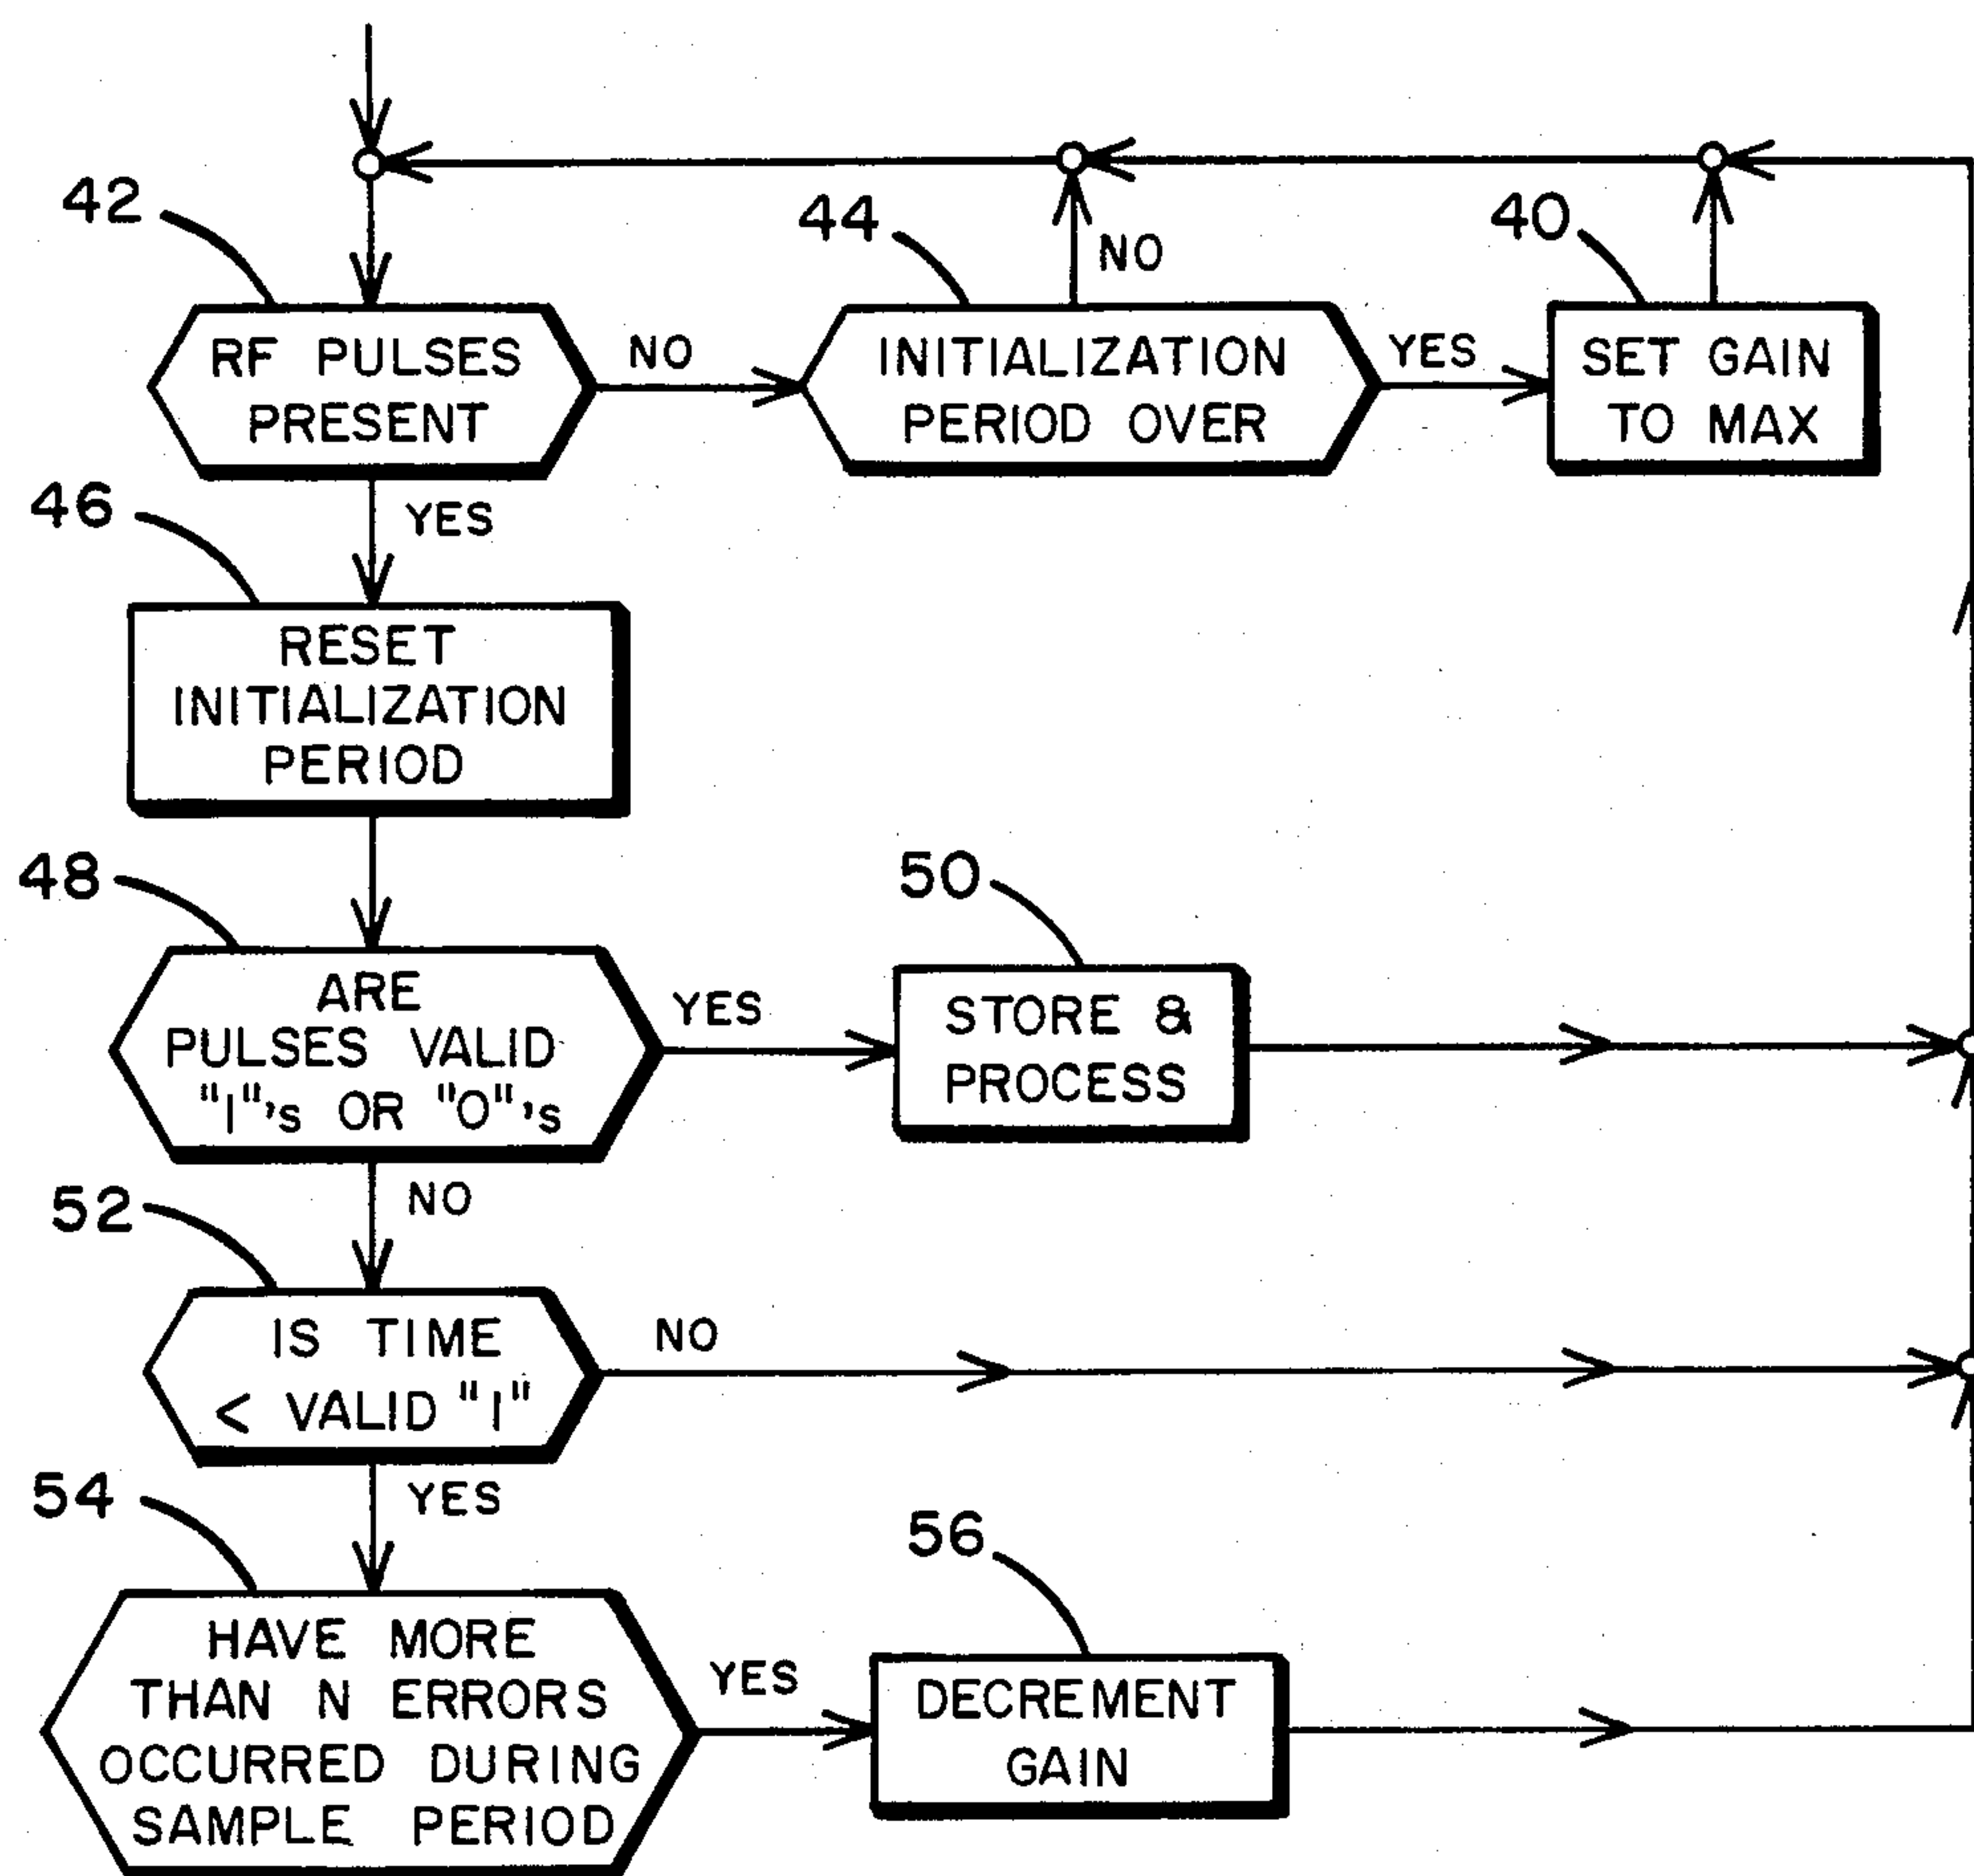 42
44
40
NO
RF PULSES
PRESENT
NO
INITIALIZATION
PERIOD OVER
YES
SET GAIN
TO MAX
46
YES
RESET
INITIALIZATION
PERIOD
48
50
ARE
PULSES VALID
"1"'s OR "0"'s
YES
STORE &
PROCESS
52
NO
IS TIME
< VALID "1"
NO
54
YES
56
HAVE MORE
THAN N ERRORS
OCCURRED DURING
SAMPLE PERIOD
YES
DECREMENT
GAIN